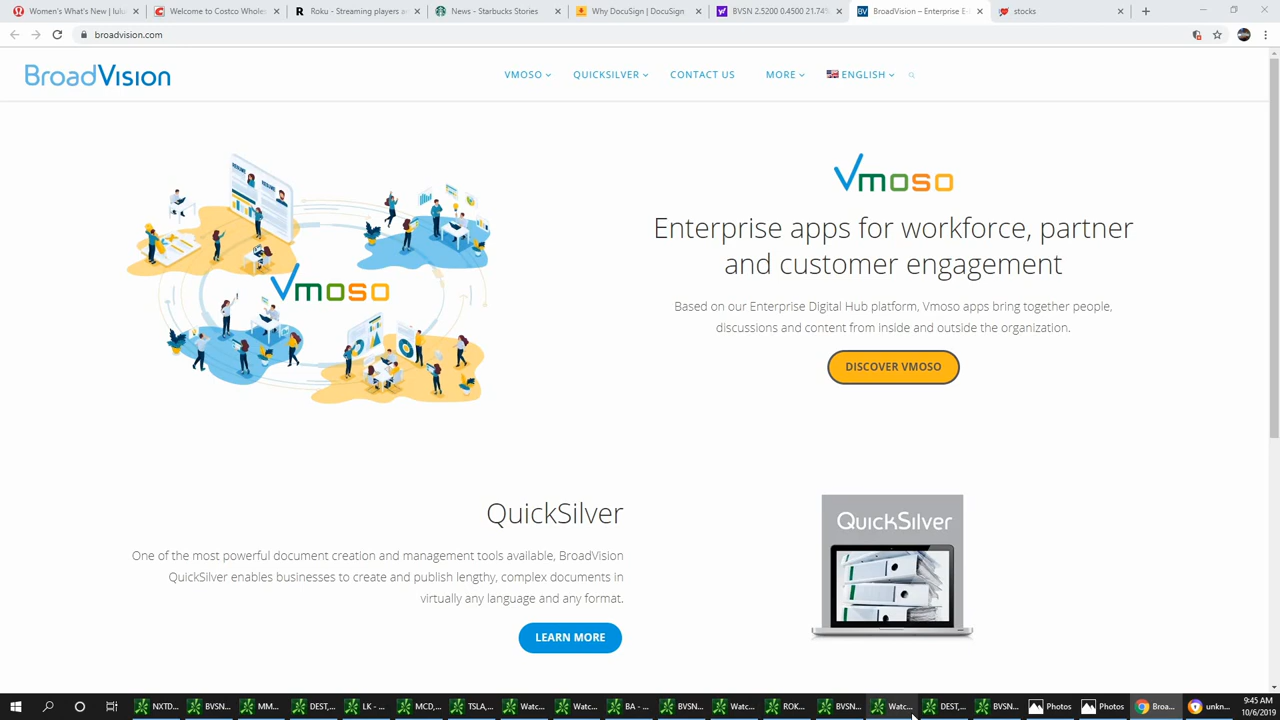 Women's What's New | lulu
Welcome to Costco Whole
Roku - Streaming players a
News - Starbucks Stories
Why DocuSign | DocuSign
BVSN 2.5200 0.4500 21.74%
BroadVision – Enterprise E-
stocks
broadvision.com
BroadVision
VMOSO
QUICKSILVER
CONTACT US
MORE
ENGLISH
vmoso
vmoso
Enterprise apps for workforce, partner
and customer engagement
Based on our Enterprise Digital Hub platform, Vmoso apps bring together people,
discussions and content from inside and outside the organization.
DISCOVER VMOSO
QuickSilver
One of the most powerful document creation and management tools available, BroadVision
QuickSilver enables businesses to create and publish lengthy, complex documents in
virtually any language and any format.
LEARN MORE
QuickSilver
NXTD... BVSN... MM... DEST,... LK - ... MCD,... TSLA,... Watc... BA - ... BVSN... Watc... ROK... BVSN... Watc... DEST,... BVSN... Photos Photos Broa... unkn...
9:45 AM
10/6/2019